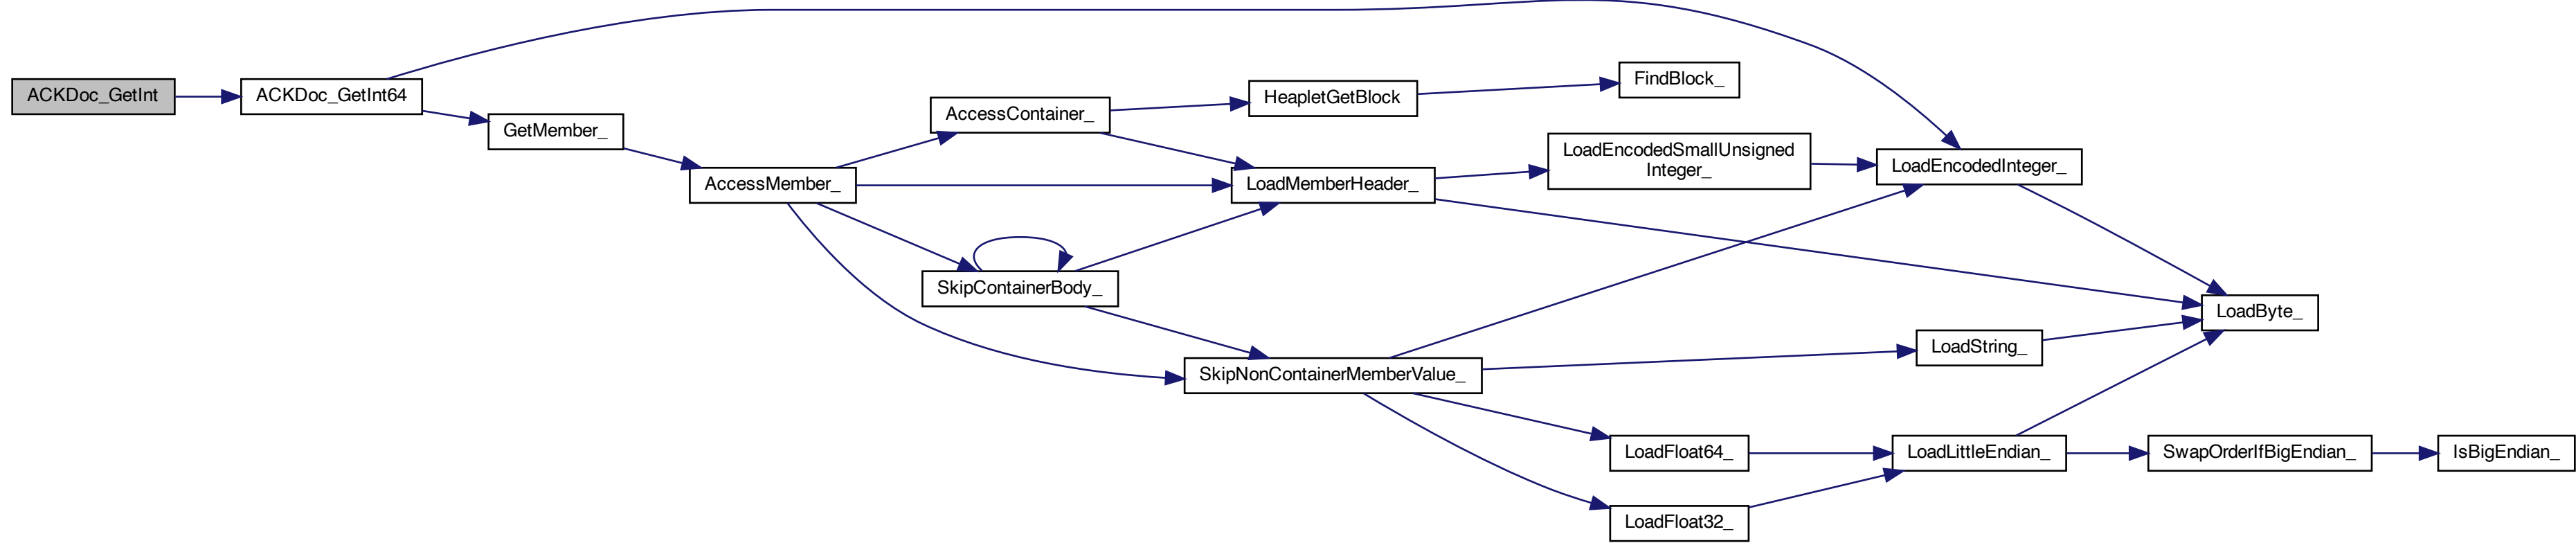 ACKDoc_GetInt
ACKDoc_GetInt64
GetMember_
AccessMember_
AccessContainer_
HeapletGetBlock
FindBlock_
LoadMemberHeader_
LoadEncodedSmallUnsigned
Integer_
LoadEncodedInteger_
SkipContainerBody_
SkipNonContainerMemberValue_
LoadString_
LoadByte_
LoadFloat64_
LoadFloat32_
LoadLittleEndian_
SwapOrderIfBigEndian_
IsBigEndian_